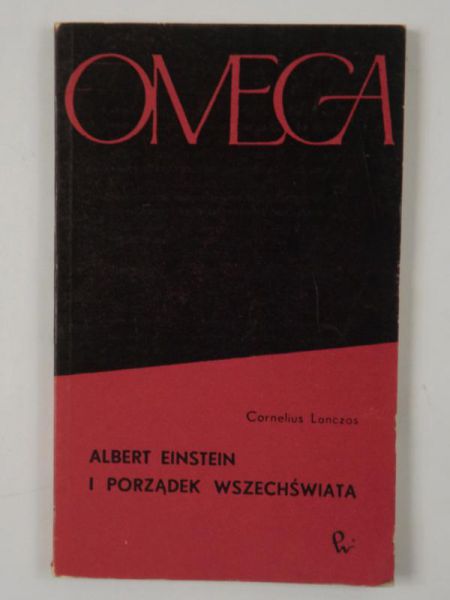 OMEGA
Cornelius Lanczos
ALBERT EINSTEIN
I PORZĄDEK WSZECHŚWIATA